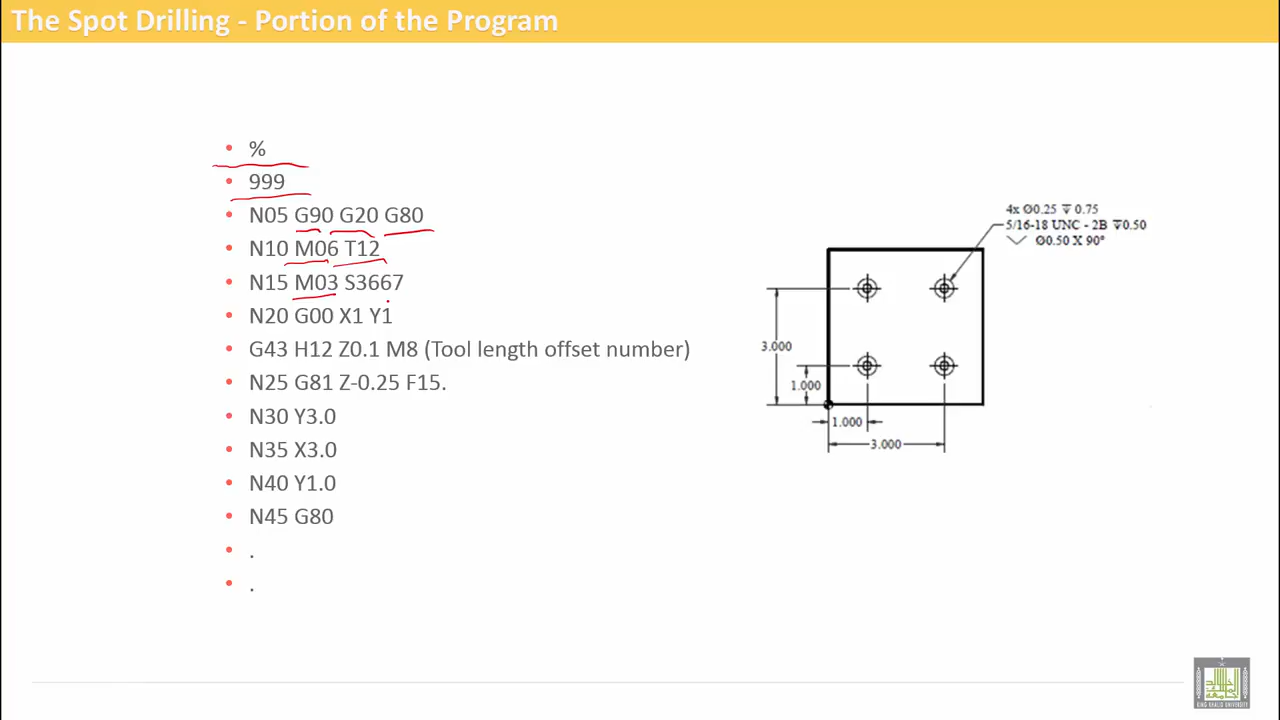 The Spot Drilling - Portion of the Program
• %
• 999
• N05 G90 G20 G80
• N10 M06 T12
• N15 M03 S3667
• N20 G00 X1 Y1
• G43 H12 Z0.1 M8 (Tool length offset number)
• N25 G81 Z-0.25 F15.
• N30 Y3.0
• N35 X3.0
• N40 Y1.0
• N45 G80
• .
• .
4x Ø0.25 ↧ 0.75
5/16-18 UNC - 2B ↧0.50
⌵ Ø0.50 X 90°
3.000
1.000
1.000
3.000
KING KHALID UNIVERSITY